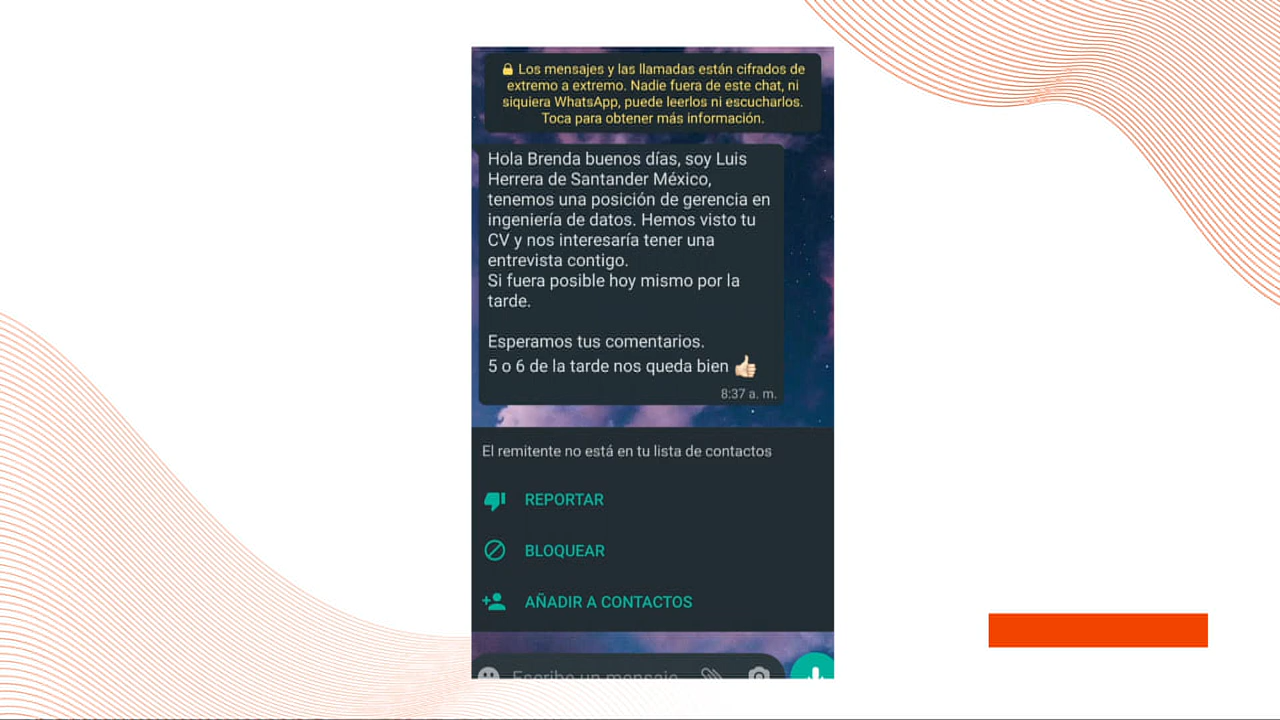 Los mensajes y las llamadas están cifrados de
extremo a extremo. Nadie fuera de este chat, ni
siquiera WhatsApp, puede leerlos ni escucharlos.
Toca para obtener más información.
Hola Brenda buenos días, soy Luis
Herrera de Santander México,
tenemos una posición de gerencia en
ingeniería de datos. Hemos visto tu
CV y nos interesaría tener una
entrevista contigo.
Si fuera posible hoy mismo por la
tarde.
Esperamos tus comentarios.
5 o 6 de la tarde nos queda bien 👍🏻
8:37 a. m.
El remitente no está en tu lista de contactos
REPORTAR
BLOQUEAR
AÑADIR A CONTACTOS
Escribe un mensaje